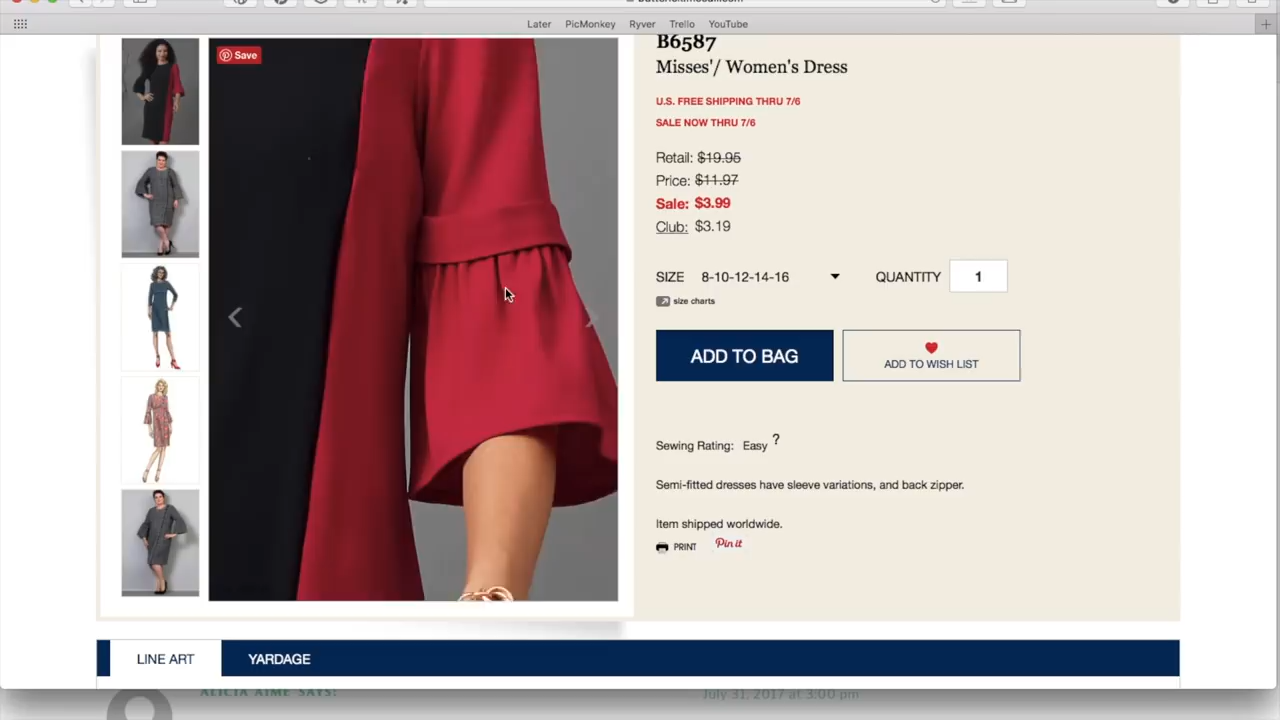 Later PicMonkey Ryver Trello YouTube
Save
B6587
Misses'/ Women's Dress
U.S. FREE SHIPPING THRU 7/6
SALE NOW THRU 7/6
Retail: $19.95
Price: $11.97
Sale: $3.99
Club: $3.19
SIZE 8-10-12-14-16 QUANTITY 1
size charts
ADD TO BAG
ADD TO WISH LIST
Sewing Rating: Easy ?
Semi-fitted dresses have sleeve variations, and back zipper.
Item shipped worldwide.
PRINT Pin it
LINE ART YARDAGE
ALICIA AIME SAYS: July 31, 2017 at 3:00 pm